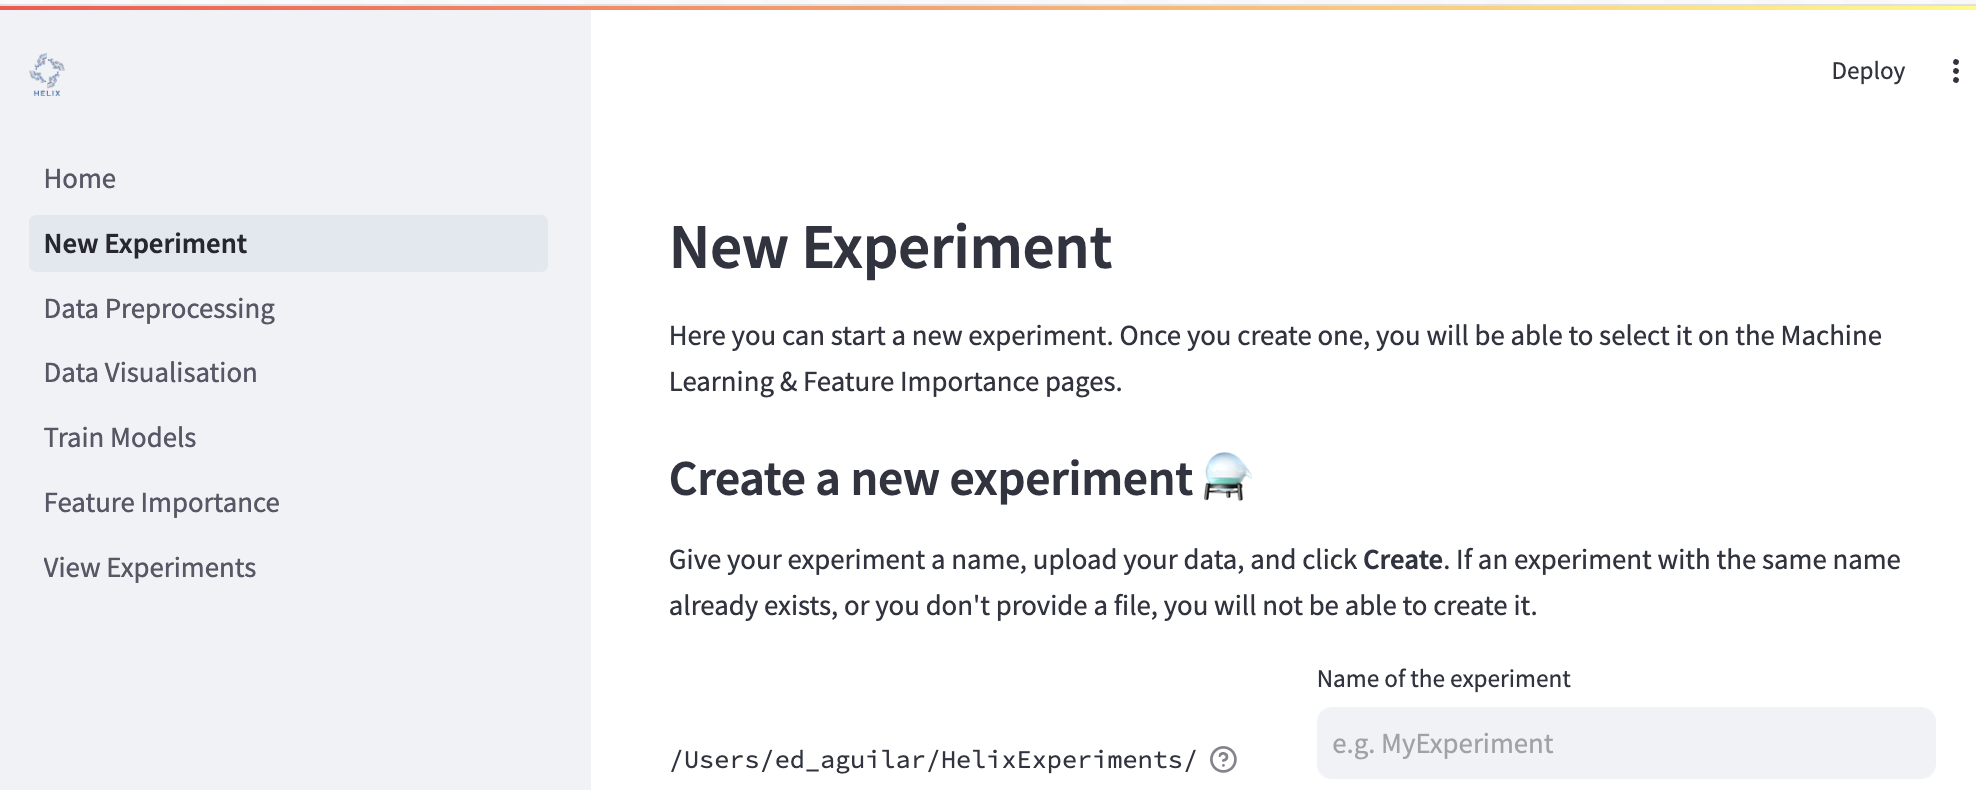 HELIX
Deploy
Home
New Experiment
Data Preprocessing
Data Visualisation
Train Models
Feature Importance
View Experiments
New Experiment
Here you can start a new experiment. Once you create one, you will be able to select it on the Machine
Learning & Feature Importance pages.
Create a new experiment
Give your experiment a name, upload your data, and click Create. If an experiment with the same name
already exists, or you don't provide a file, you will not be able to create it.
Name of the experiment
/Users/ed_aguilar/HelixExperiments/
e.g. MyExperiment